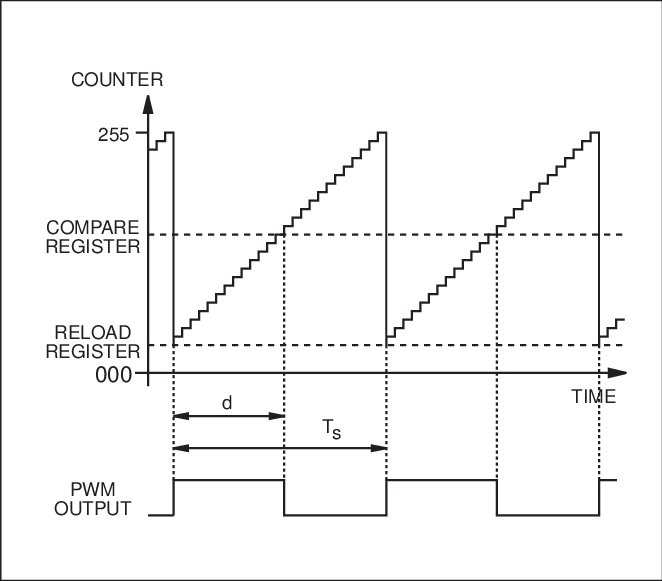 COUNTER
255
COMPARE
REGISTER
RELOAD
REGISTER
000
TIME
d
Ts
PWM
OUTPUT